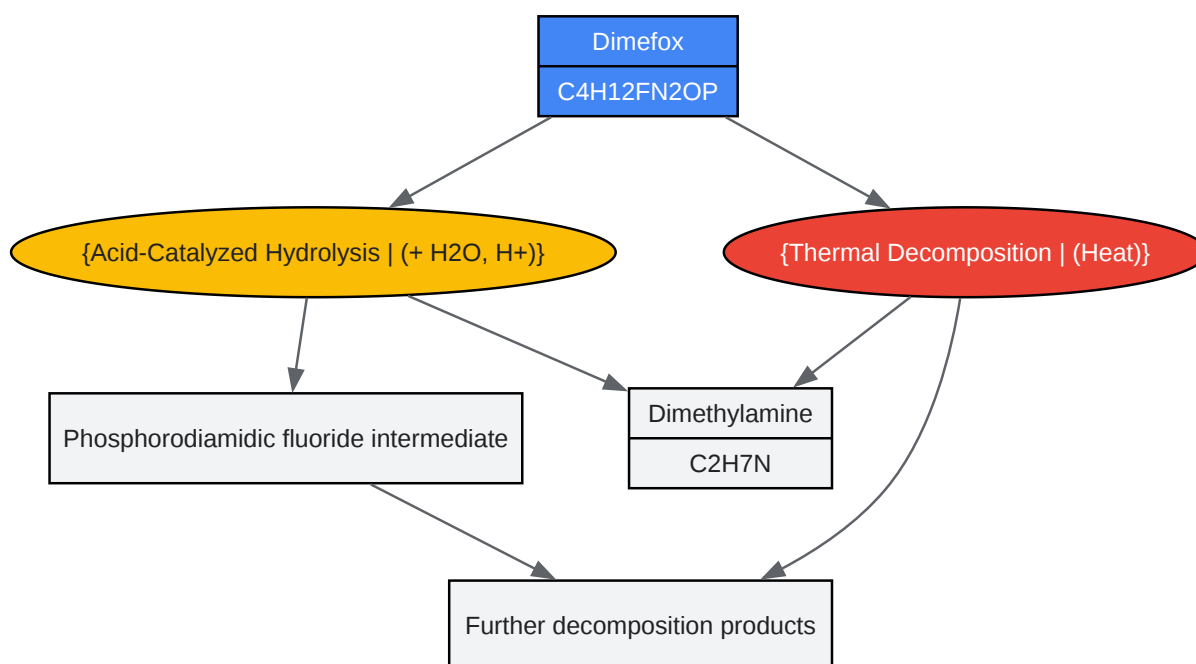 Dimefox
C4H12FN2OP
{Acid-Catalyzed Hydrolysis | (+ H2O, H+)}
{Thermal Decomposition | (Heat)}
Phosphorodiamidic fluoride intermediate
Dimethylamine
C2H7N
Further decomposition products